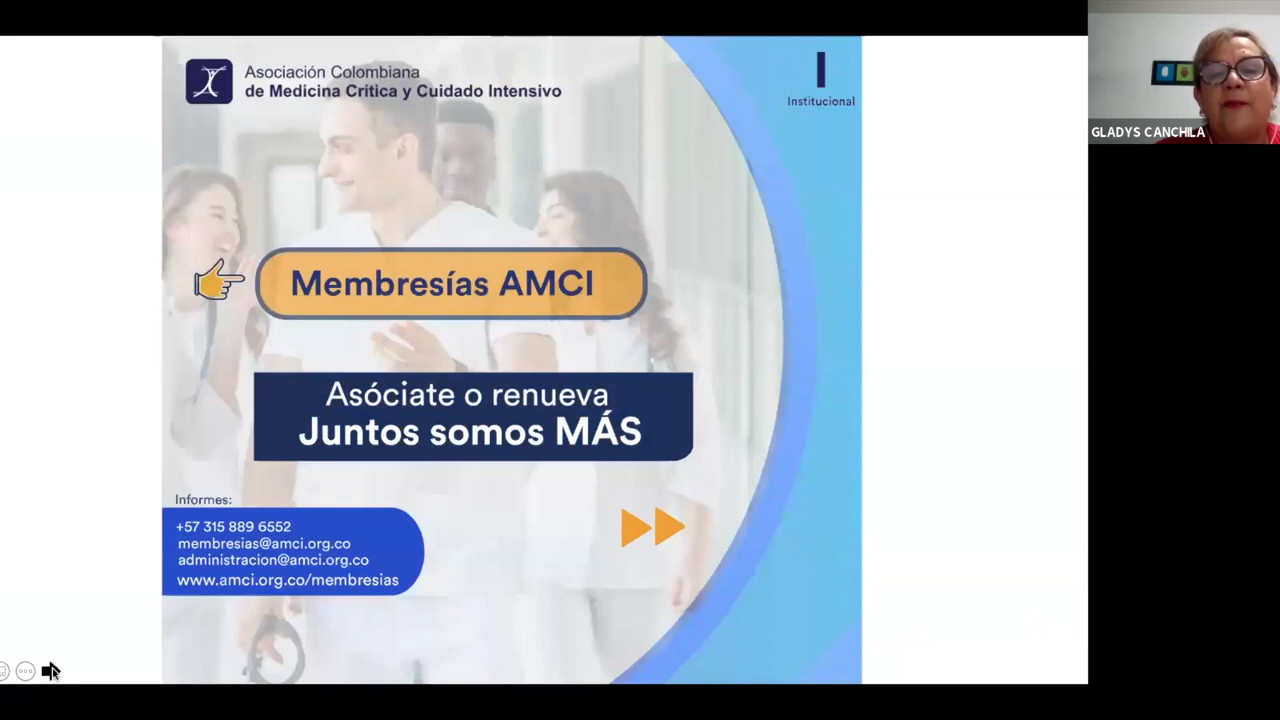 Asociación Colombiana
de Medicina Crítica y Cuidado Intensivo
I
Institucional
GLADYS CANCHILA
Membresías AMCI
Asóciate o renueva
Juntos somos MÁS
Informes:
+57 315 889 6552
membresias@amci.org.co
administracion@amci.org.co
www.amci.org.co/membresias